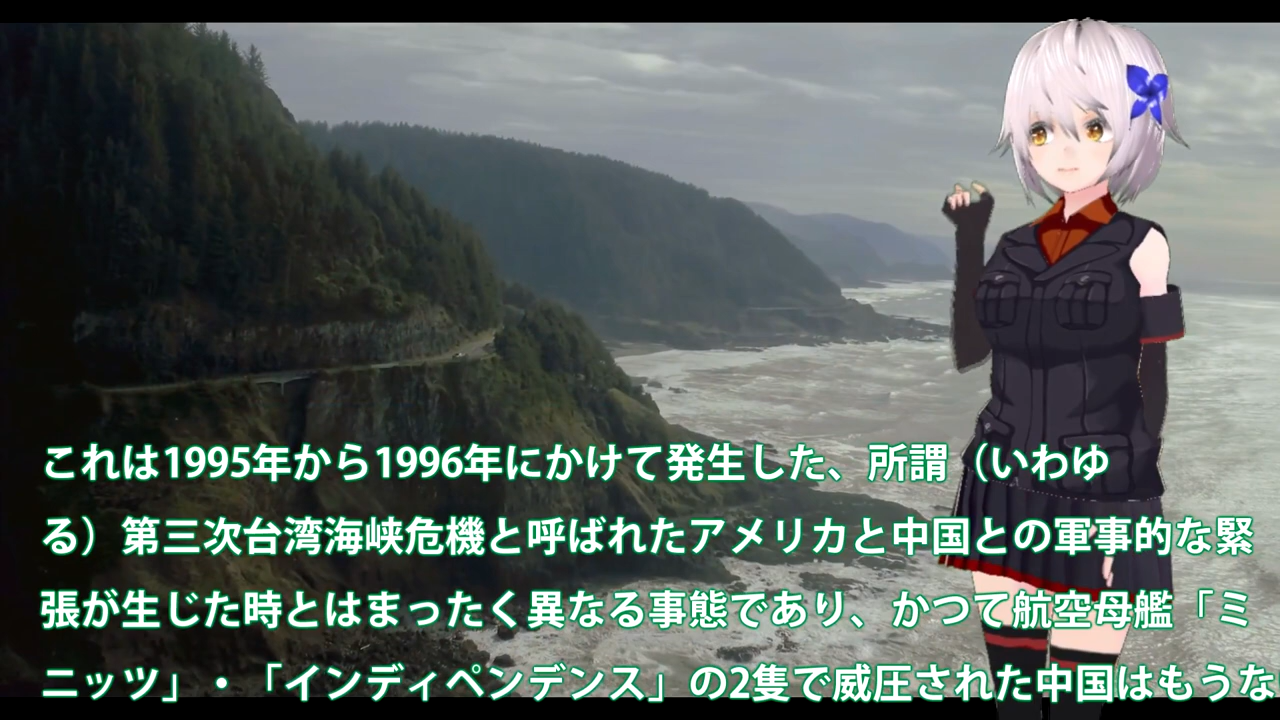 これは1995年から1996年にかけて発生した、所謂（いわゆ
る）第三次台湾海峡危機と呼ばれたアメリカと中国との軍事的な緊
張が生じた時とはまったく異なる事態であり、かつて航空母艦「ミ
ニッツ」・「インディペンデンス」の2隻で威圧された中国はもうな